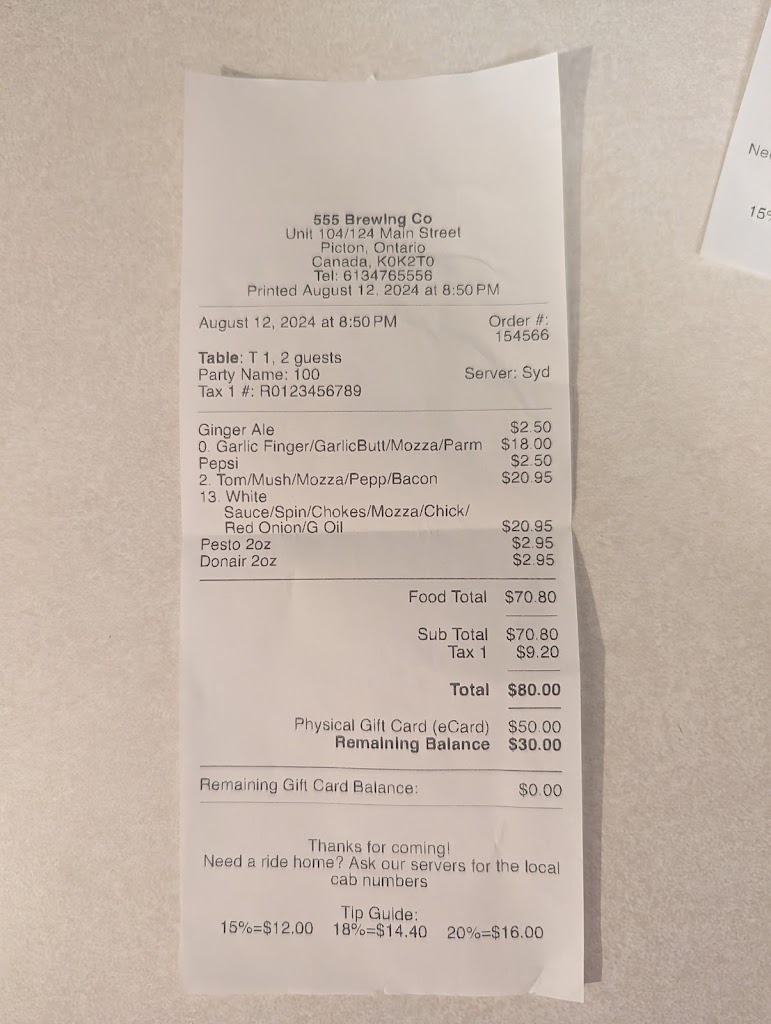 555 Brewing Co
Unit 104/124 Main Street
Picton, Ontario
Canada, K0K2T0
Tel: 6134765556
Printed August 12, 2024 at 8:50 PM
August 12, 2024 at 8:50 PM Order #:
154566
Table: T 1, 2 guests
Party Name: 100 Server: Syd
Tax 1 #: R0123456789
Ginger Ale $2.50
0. Garlic Finger/GarlicButt/Mozza/Parm $18.00
Pepsi $2.50
2. Tom/Mush/Mozza/Pepp/Bacon $20.95
13. White
Sauce/Spin/Chokes/Mozza/Chick/
Red Onion/G Oil $20.95
Pesto 2oz $2.95
Donair 2oz $2.95
Food Total $70.80
Sub Total $70.80
Tax 1 $9.20
Total $80.00
Physical Gift Card (eCard) $50.00
Remaining Balance $30.00
Remaining Gift Card Balance: $0.00
Thanks for coming!
Need a ride home? Ask our servers for the local
cab numbers
Tip Guide:
15%=$12.00 18%=$14.40 20%=$16.00